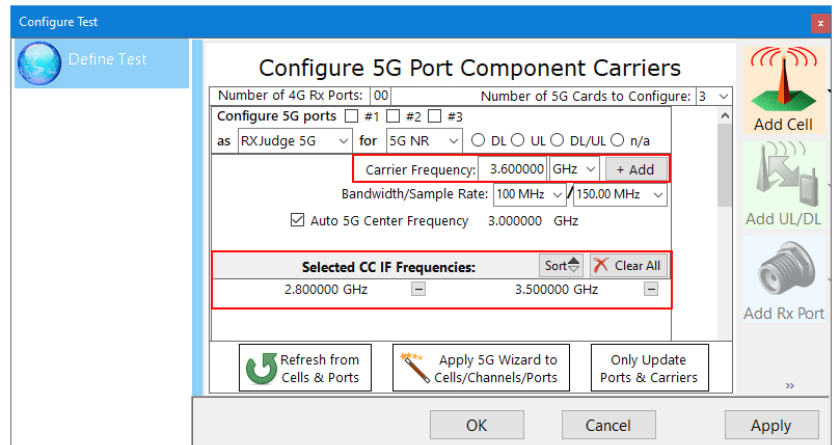 Configure Test
x
Define Test
Configure 5G Port Component Carriers
Number of 4G Rx Ports: 00 Number of 5G Cards to Configure: 3
Configure 5G ports #1 #2 #3
as RXJudge 5G for 5G NR DL UL DL/UL n/a
Carrier Frequency: 3.600000 GHz + Add
Bandwidth/Sample Rate: 100 MHz / 150.00 MHz
Auto 5G Center Frequency 3.000000 GHz
Selected CC IF Frequencies: Sort Clear All
2.800000 GHz − 3.500000 GHz −
Refresh from
Cells & Ports
Apply 5G Wizard to
Cells/Channels/Ports
Only Update
Ports & Carriers
Add Cell
Add UL/DL
Add Rx Port
»
OK Cancel Apply